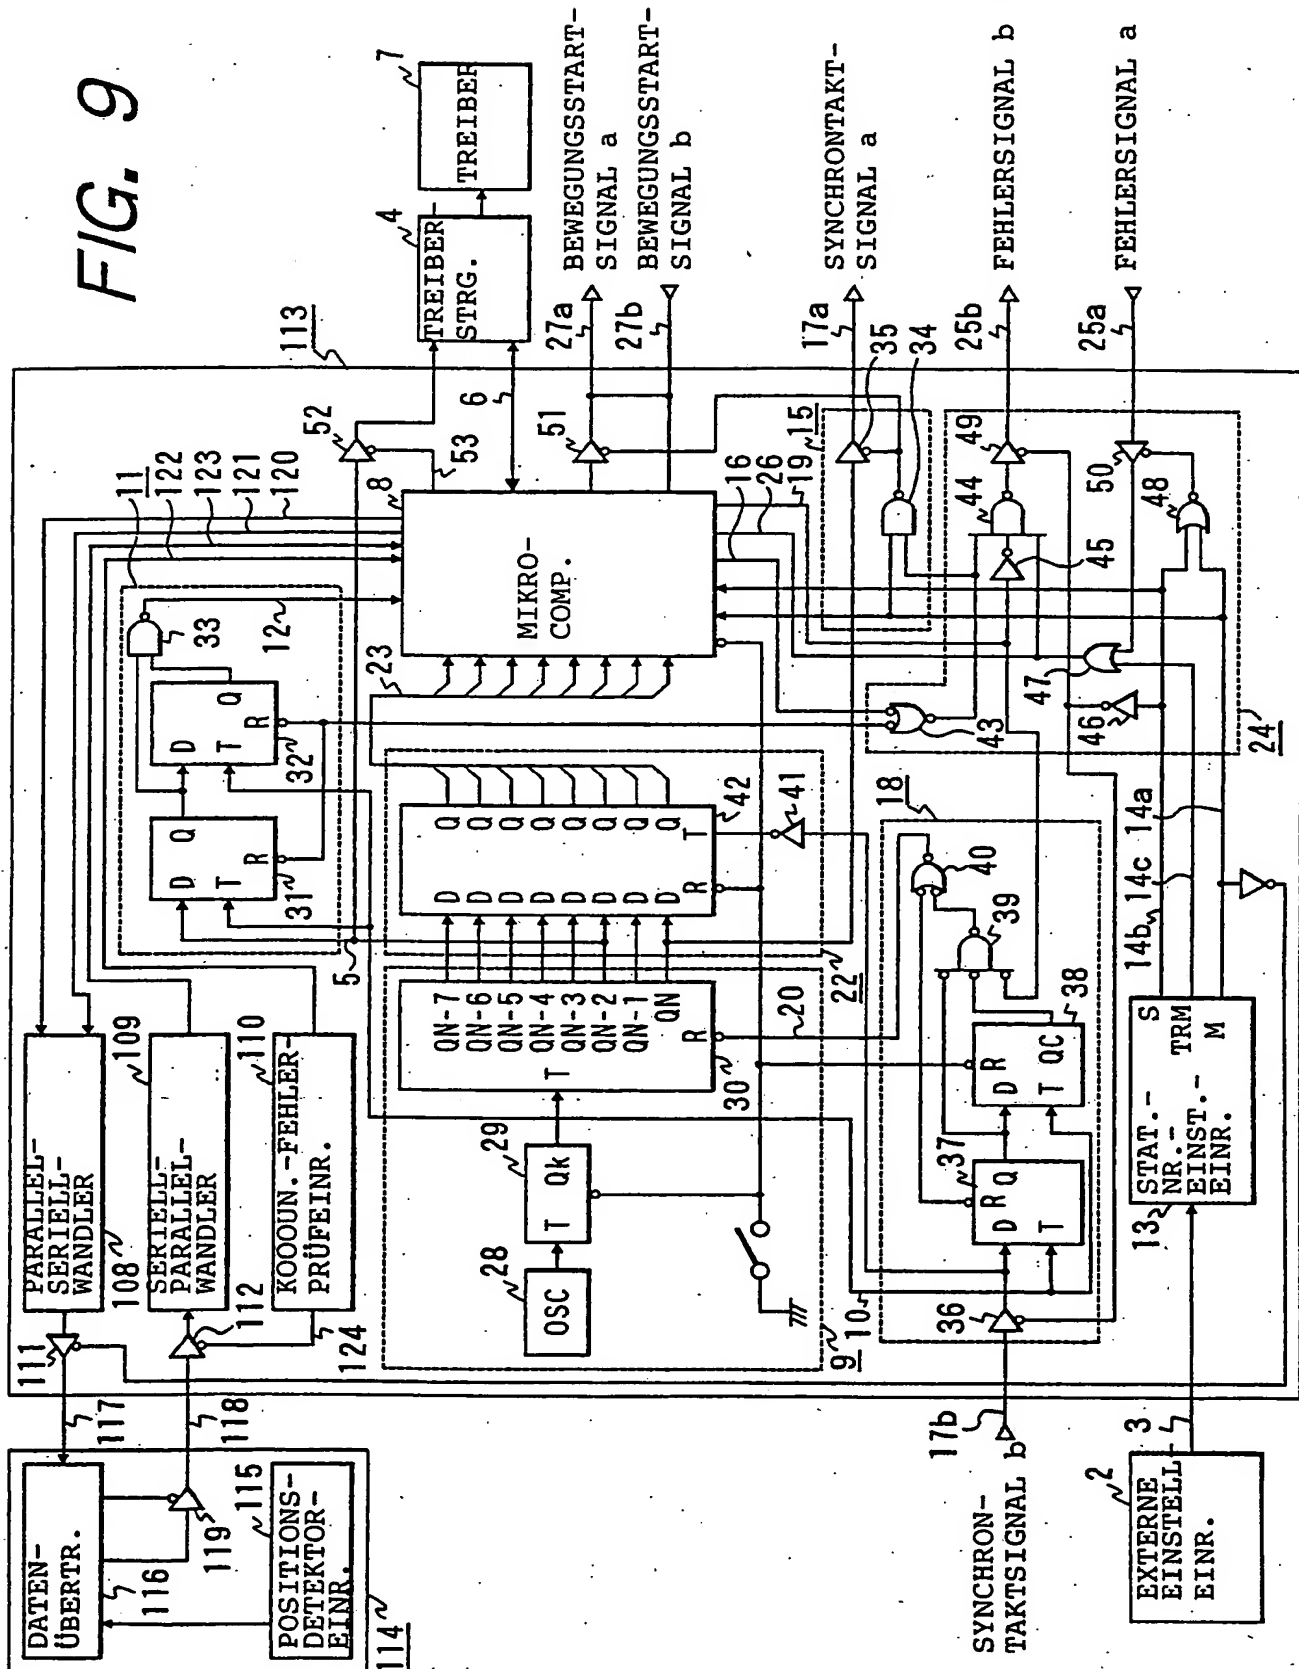 FIG. 9
113
7
TREIBER
4
TREIBER-
STRG.
BEWEGUNGSSTART-
SIGNAL a
27a
BEWEGUNGSSTART-
SIGNAL b
27b
SYNCHRONTAKT-
SIGNAL a
17a
FEHLERSIGNAL b
25b
FEHLERSIGNAL a
25a
11
122
123
121
120
52
53
6
51
8
MIKRO-
COMP.
16
26
19
15
35
34
49
44
45
50
48
47
46
24
43
33
12
23
D Q
T
R
32
D Q
T
R
31
5
D Q
D Q
D Q
D Q
D Q
D Q
D Q
D Q
R T
42
41
22
QN-7
QN-6
QN-5
QN-4
QN-3
QN-2
QN-1
QN
T
R
30
20
29
T Qk
28
OSC
9
10
18
40
39
38
D R
T QC
37
D R Q
T
36
14b
14c
14a
S
TRM
M
STAT.-
NR.-
EINST.-
EINR.
13
PARALLEL-
SERIELL-
WANDLER
108
109
SERIELL-
PARALLEL-
WANDLER
110
KOOOUN.-FEHLER-
PRÜFEINR.
112
124
111
117
118
DATEN-
ÜBERTR.
116
119
115
POSITIONS-
DETEKTOR-
EINR.
114
17b
SYNCHRON-
TAKTSIGNAL b
3
2
EXTERNE
EINSTELL
EINR.